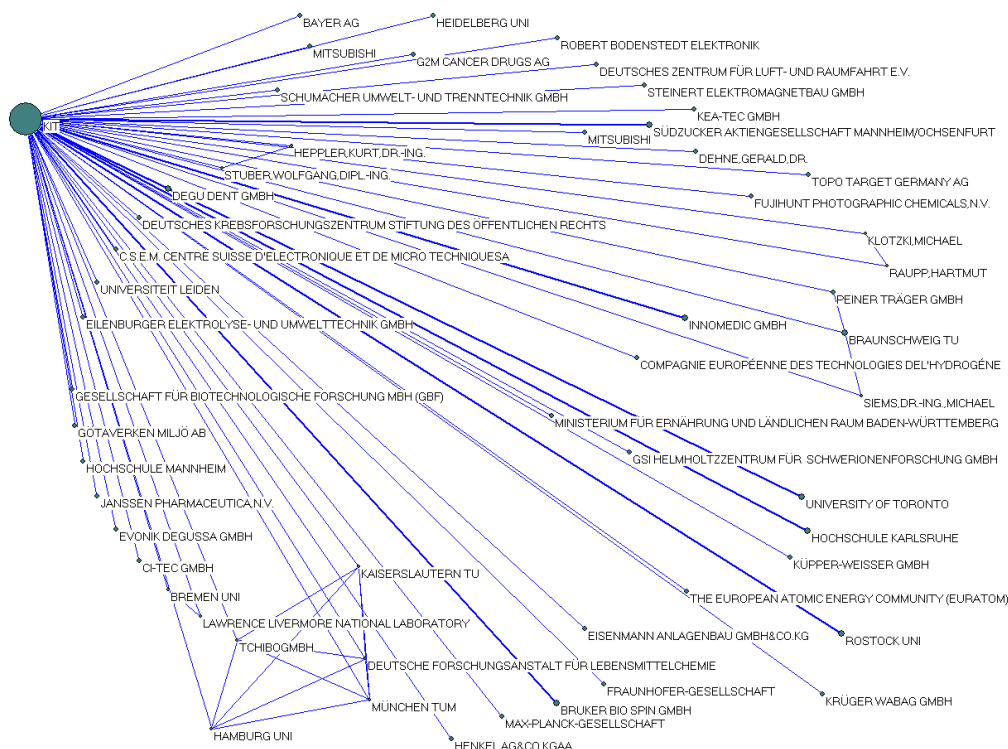 BAYER AG
HEIDELBERG UNI
ROBERT BODENSTEDT ELEKTRONIK
MITSUBISHI
G2M CANCER DRUGS AG
DEUTSCHES ZENTRUM FÜR LUFT- UND RAUMFAHRT E.V.
STEINERT ELEKTROMAGNETBAU GMBH
SCHUMACHER UMWELT- UND TRENNTECHNIK GMBH
KEA-TEC GMBH
KIT
SÜDZUCKER AKTIENGESELLSCHAFT MANNHEIM/OCHSENFURT
MITSUBISHI
HEPPLER,KURT,DR.-ING.
DEHNE,GERALD,DR.
STUBER,WOLFGANG,DIPL-ING.
TOPO TARGET GERMANY AG
DEGU DENT GMBH
FUJIHUNT PHOTOGRAPHIC CHEMICALS,N.V.
DEUTSCHES KREBSFORSCHUNGSZENTRUM STIFTUNG DES ÖFFENTLICHEN RECHTS
KLOTZKI,MICHAEL
C.S.E.M. CENTRE SUISSE D'ELECTRONIQUE ET DE MICRO TECHNIQUESA
RAUPP,HARTMUT
UNIVERSITEIT LEIDEN
PEINER TRÄGER GMBH
EILENBURGER ELEKTROLYSE- UND UMWELTTECHNIK GMBH
INNOMEDIC GMBH
BRAUNSCHWEIG TU
COMPAGNIE EUROPÉENNE DES TECHNOLOGIES DEL'HYDROGÉNE
GESELLSCHAFT FÜR BIOTECHNOLOGISCHE FORSCHUNG MBH (GBF)
SIEMS,DR.-ING.,MICHAEL
MINISTERIUM FÜR ERNÄHRUNG UND LÄNDLICHEN RAUM BADEN-WÜRTTEMBERG
GOTAVERKEN MILJÖ AB
GSI HELMHOLTZZENTRUM FÜR SCHWERIONENFORSCHUNG GMBH
HOCHSCHULE MANNHEIM
JANSSEN PHARMACEUTICA,N.V.
UNIVERSITY OF TORONTO
EVONIK DEGUSSA GMBH
HOCHSCHULE KARLSRUHE
CI-TEC GMBH
KÜPPER-WEISSER GMBH
KAISERSLAUTERN TU
BREMEN UNI
THE EUROPEAN ATOMIC ENERGY COMMUNITY (EURATOM)
LAWRENCE LIVERMORE NATIONAL LABORATORY
EISENMANN ANLAGENBAU GMBH&CO.KG
ROSTOCK UNI
TCHIBOGMBH
DEUTSCHE FORSCHUNGSANSTALT FÜR LEBENSMITTELCHEMIE
FRAUNHOFER-GESELLSCHAFT
KRÜGER WABAG GMBH
MÜNCHEN TUM
BRUKER BIO SPIN GMBH
MAX-PLANCK-GESELLSCHAFT
HAMBURG UNI
HENKEL AG&CO.KGAA